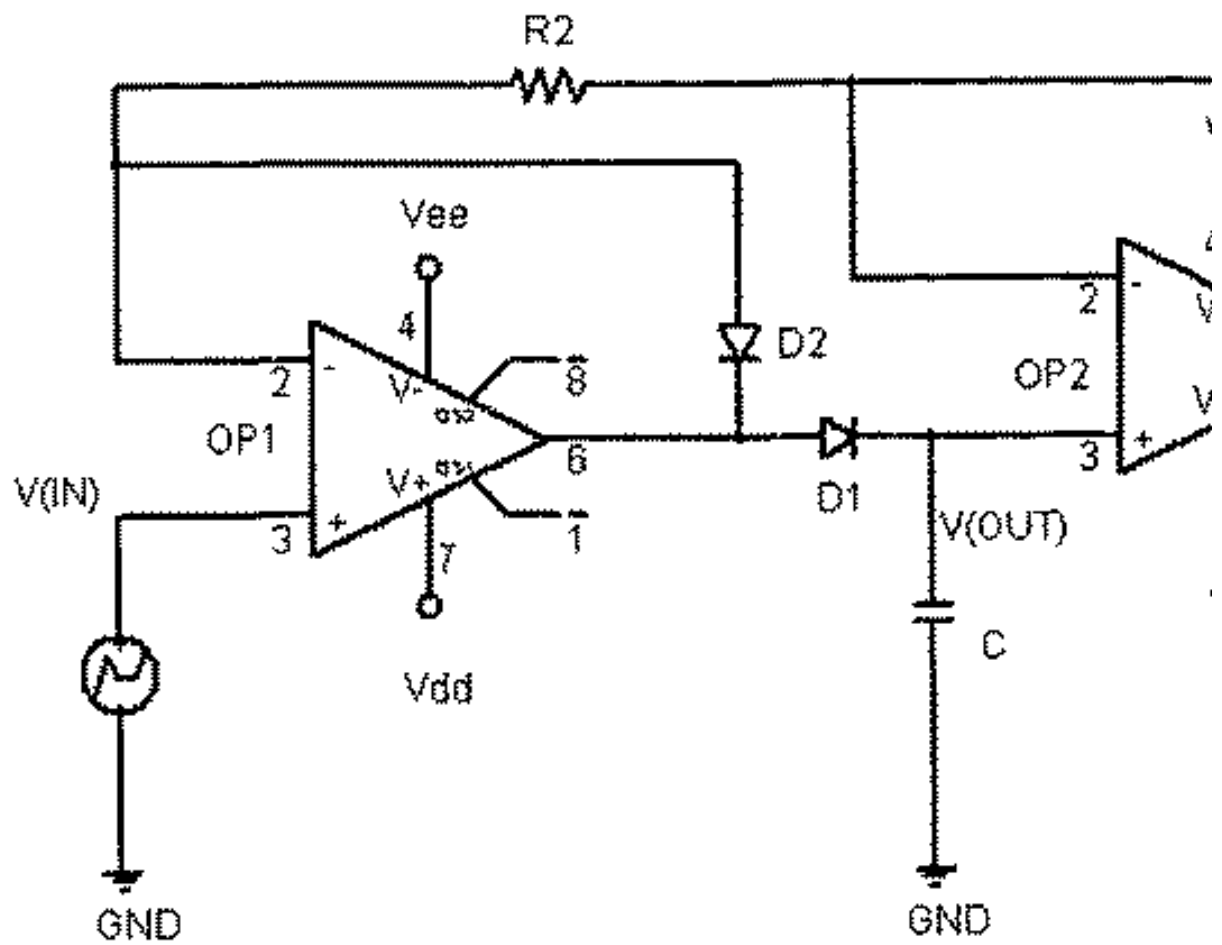 R2
Vee
4
2
-
V-
8
D2
OP1
6
V(IN)
3
+
V+
1
7
D1
2
-
OP2
3
+
V(OUT)
C
Vdd
GND
GND